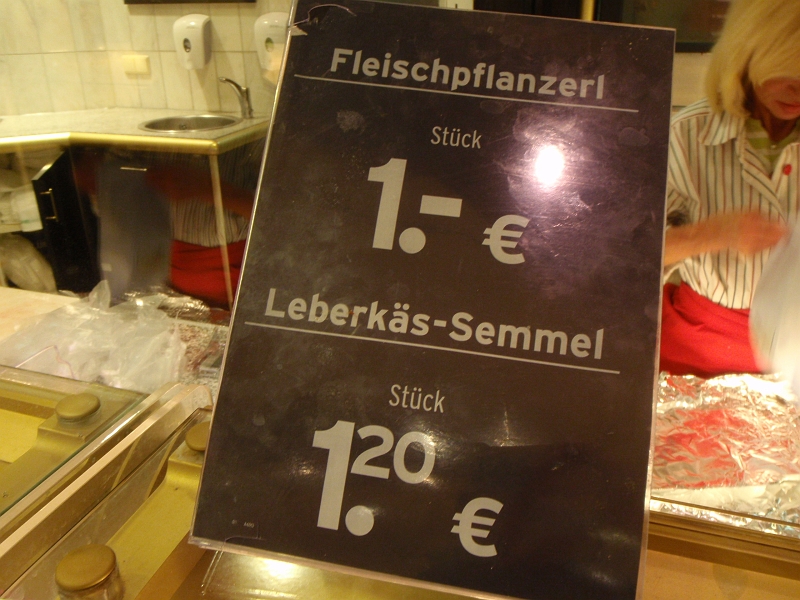 Fleischpflanzerl
Stück
1.- €
Leberkäs-Semmel
Stück
1.20 €